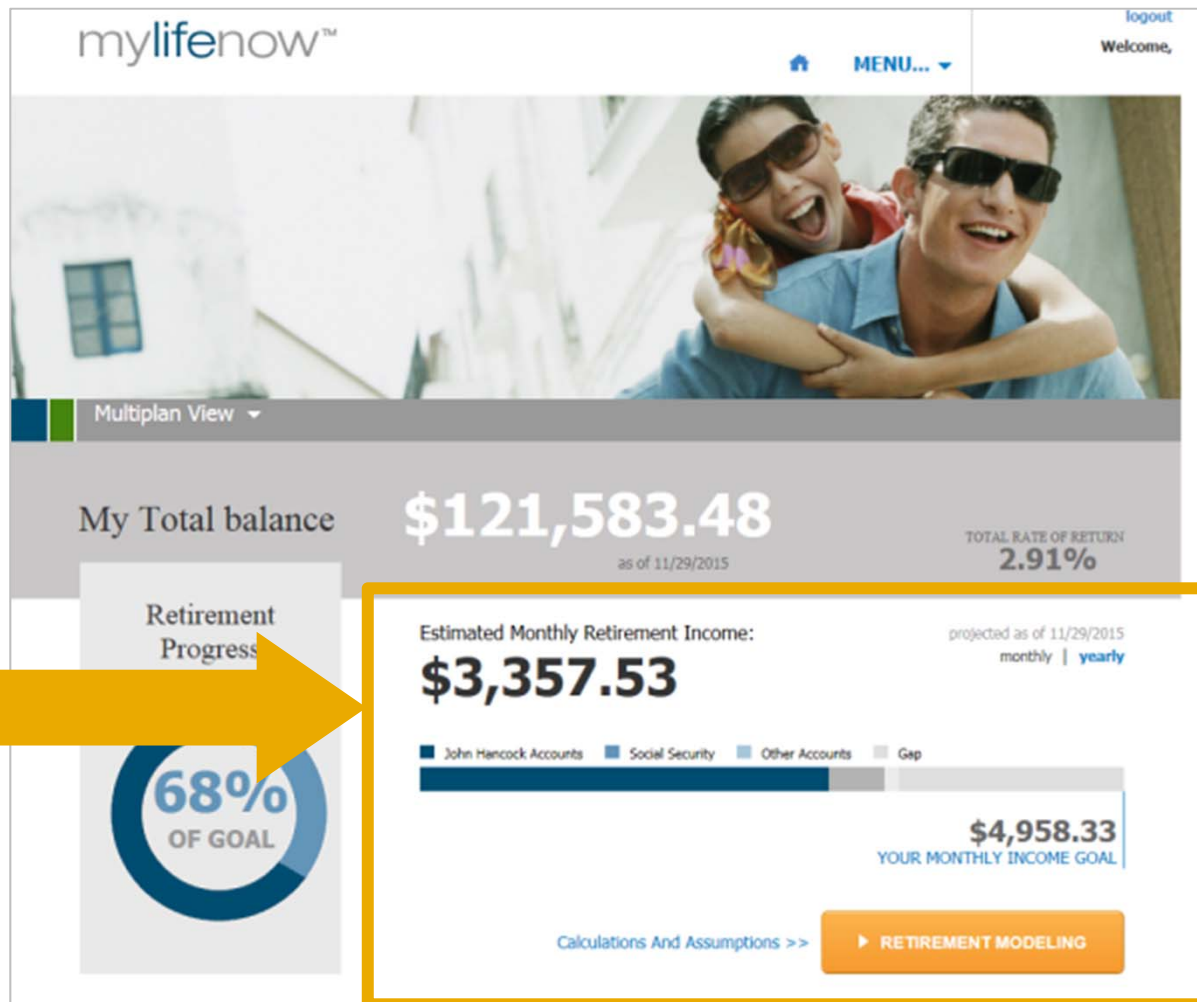 mylifenow™
logout
Welcome,
MENU...
Multiplan View
My Total balance
$121,583.48
as of 11/29/2015
TOTAL RATE OF RETURN
2.91%
Retirement
Progress
68%
OF GOAL
Estimated Monthly Retirement Income:
$3,357.53
projected as of 11/29/2015
monthly | yearly
John Hancock Accounts Social Security Other Accounts Gap
$4,958.33
YOUR MONTHLY INCOME GOAL
Calculations And Assumptions >>
RETIREMENT MODELING